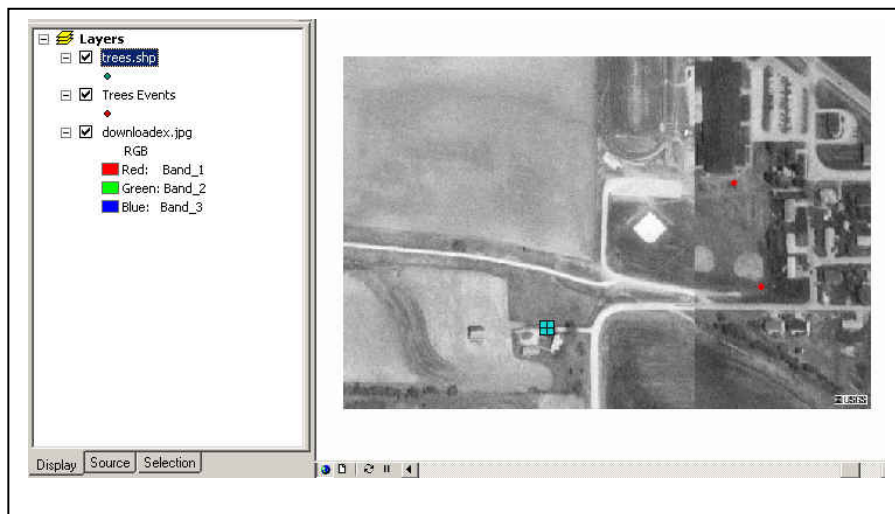 Layers
trees.shp
Trees Events
downloadex.jpg
RGB
Red: Band_1
Green: Band_2
Blue: Band_3
Display Source Selection
USGS